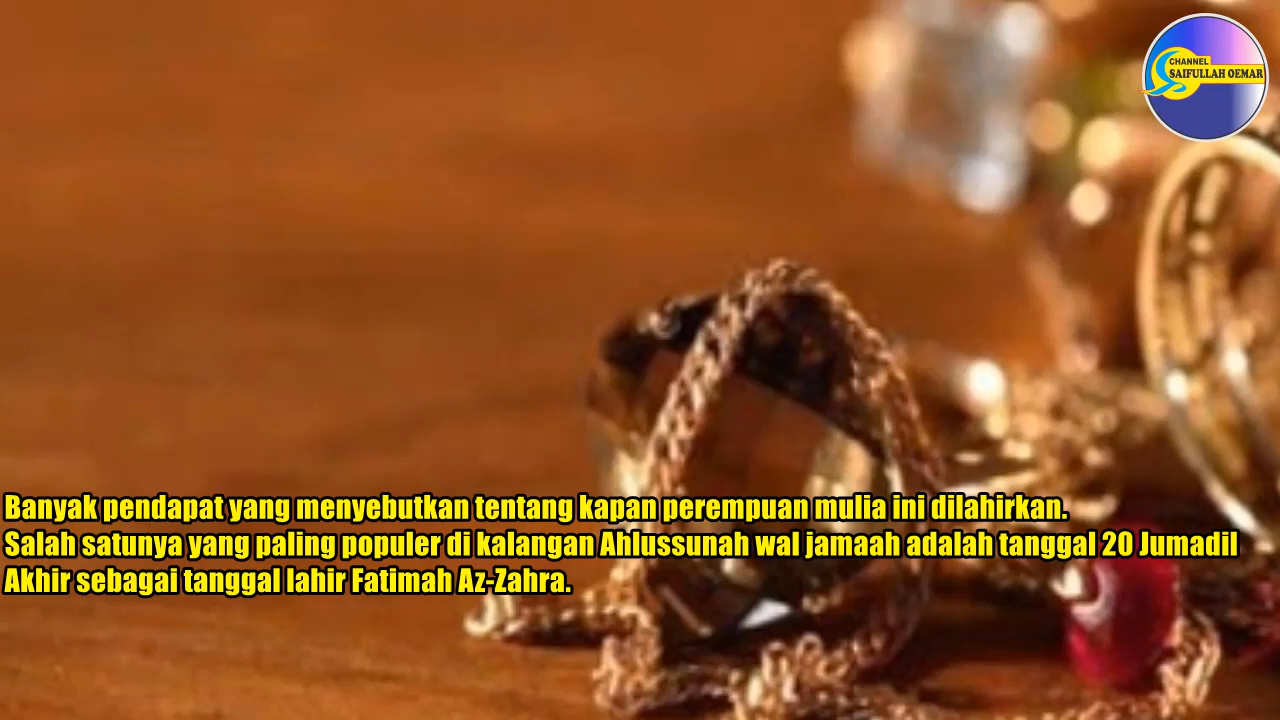 CHANNEL
SAIFULLAH OEMAR
Banyak pendapat yang menyebutkan tentang kapan perempuan mulia ini dilahirkan.
Salah satunya yang paling populer di kalangan Ahlussunah wal jamaah adalah tanggal 20 Jumadil
Akhir sebagai tanggal lahir Fatimah Az-Zahra.